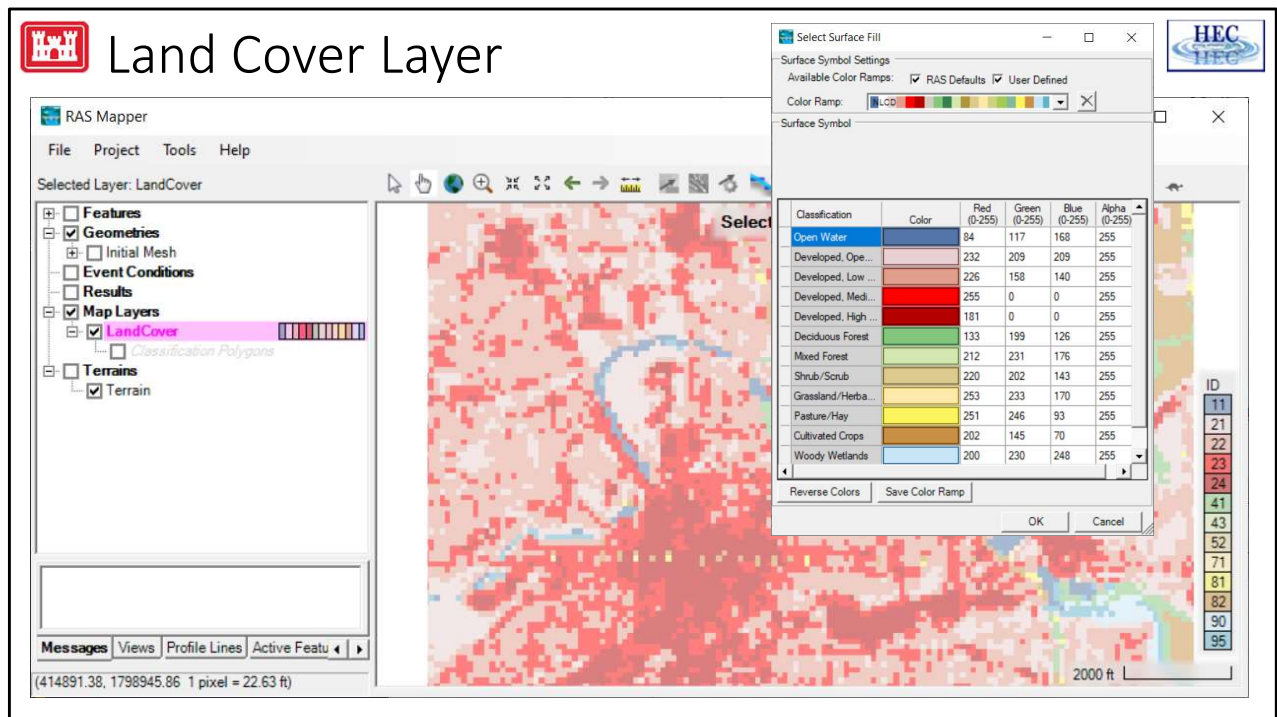 Land Cover Layer
HEC
HEC
RAS Mapper
File Project Tools Help
Selected Layer: LandCover
Features
Geometries
Initial Mesh
Event Conditions
Results
Map Layers
LandCover
Classification Polygons
Terrains
Terrain
Messages Views Profile Lines Active Featu
(414891.38, 1798945.86 1 pixel = 22.63 ft)
Select
Select Surface Fill
Surface Symbol Settings
Available Color Ramps: RAS Defaults User Defined
Color Ramp: NLCD
Surface Symbol
Classification Color Red (0-255) Green (0-255) Blue (0-255) Alpha (0-255)
Open Water 84 117 168 255
Developed, Ope... 232 209 209 255
Developed, Low ... 226 158 140 255
Developed, Medi... 255 0 0 255
Developed, High ... 181 0 0 255
Deciduous Forest 133 199 126 255
Mixed Forest 212 231 176 255
Shrub/Scrub 220 202 143 255
Grassland/Herba... 253 233 170 255
Pasture/Hay 251 246 93 255
Cultivated Crops 202 145 70 255
Woody Wetlands 200 230 248 255
Reverse Colors Save Color Ramp
OK Cancel
ID
11
21
22
23
24
41
43
52
71
81
82
90
95
2000 ft